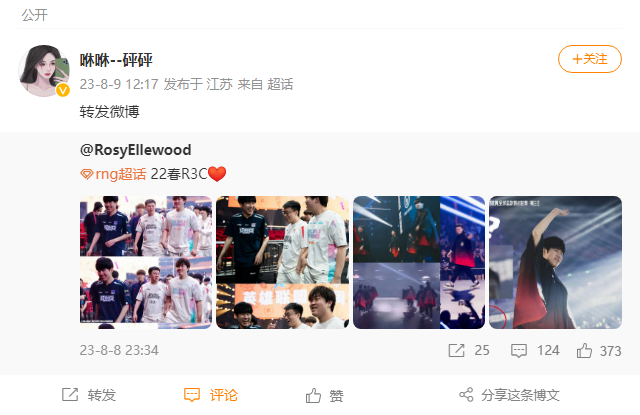 公开
咻咻--砰砰
+关注
23-8-9 12:17 发布于 江苏 来自 超话
转发微博
@RosyEllewood
rng超话 22春R3C❤️
23-8-8 23:34
25
124
373
转发
评论
赞
分享这条博文